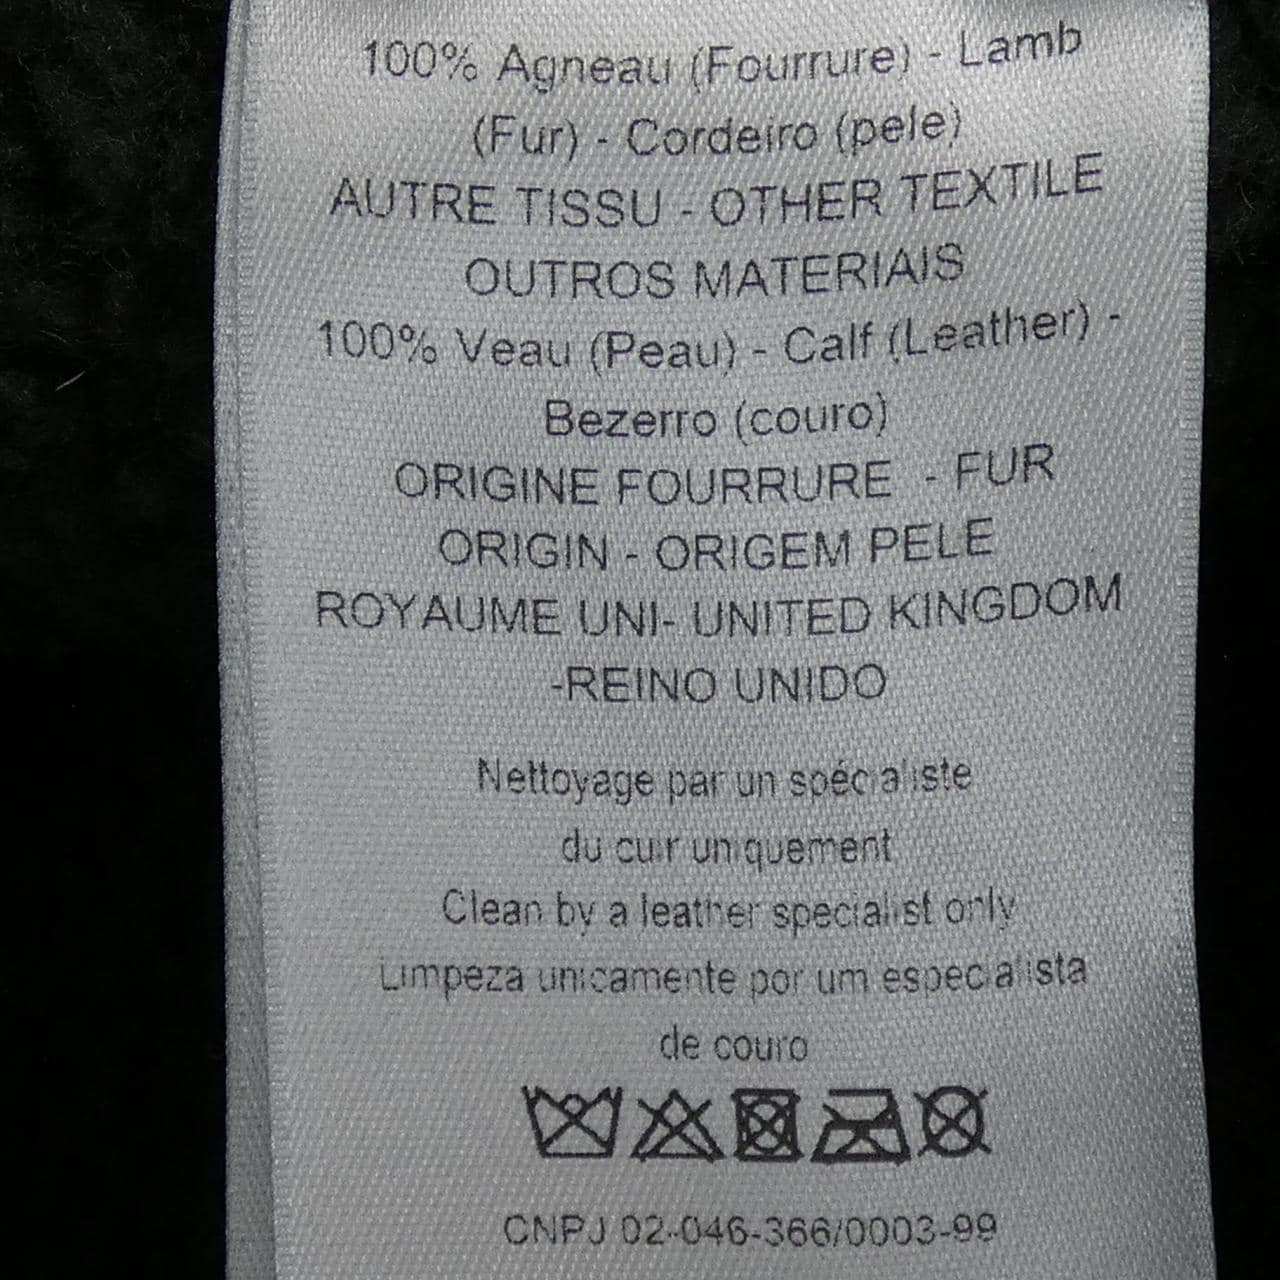 100% Agneau (Fourrure) - Lamb
(Fur) - Cordeiro (pele)
AUTRE TISSU - OTHER TEXTILE
OUTROS MATERIAIS
100% Veau (Peau) - Calf (Leather) -
Bezerro (couro)
ORIGINE FOURRURE - FUR
ORIGIN - ORIGEM PELE
ROYAUME UNI- UNITED KINGDOM
-REINO UNIDO
Nettoyage par un spécialiste
du cuir uniquement
Clean by a leather specialist only
Limpeza unicamente por um especialista
de couro
CNPJ 02-046-366/0003-99